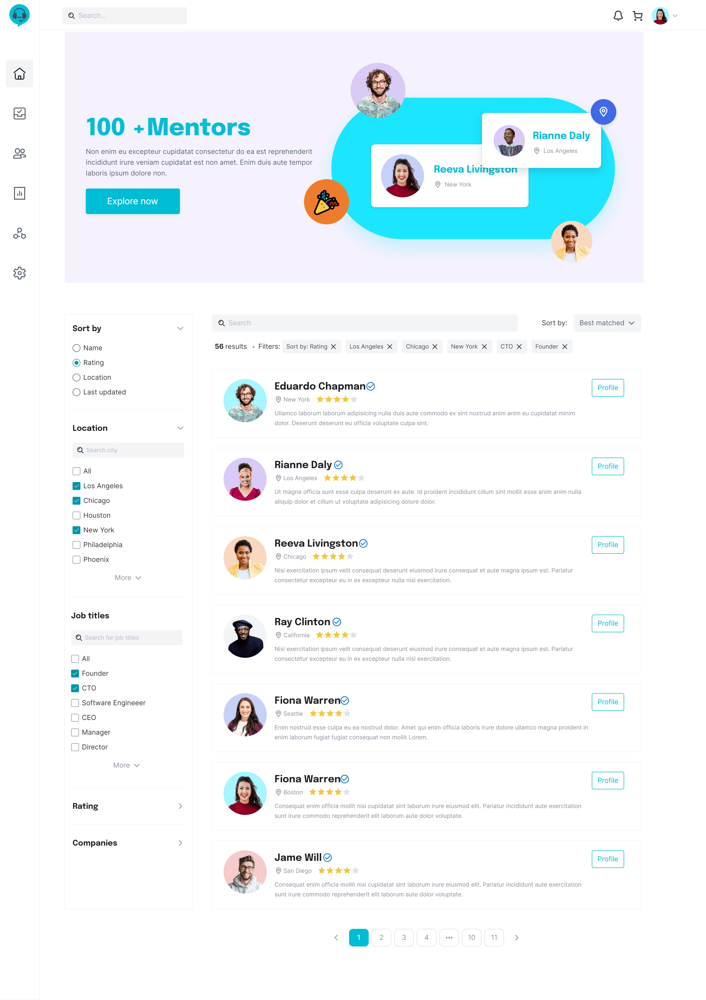 Search...
100 +Mentors
Non enim eu excepteur cupidatat consectetur do ea est reprehenderit
incididunt irure veniam cupidatat est non amet. Enim duis aute tempor
laboris ipsum dolore non.
Explore now
Rianne Daly
Los Angeles
Reeva Livingston
New York
Sort by
Name
Rating
Location
Last updated
Location
Search city
All
Los Angeles
Chicago
Houston
New York
Philadelphia
Phoenix
More
Job titles
Search for job titles
All
Founder
CTO
Software Engineeer
CEO
Manager
Director
More
Rating
Companies
Search
Sort by:
Best matched
56 results • Filters: Sort by: Rating Los Angeles Chicago New York CTO Founder
Eduardo Chapman
New York
Ullamco laborum laborum adipisicing nulla duis aute commodo ex sint nostrud anim anim eu cupidatat minim
dolor. Deserunt deserunt eu officia voluptate culpa sint.
Profile
Rianne Daly
Los Angeles
Ut magna officia sunt esse culpa deserunt ex aute. Id proident incididunt cillum sint mollit esse anim anim nulla
aliquip dolor et cillum ut voluptate adipisicing dolore dolor.
Profile
Reeva Livingston
Chicago
Nisi exercitation ipsum velit consequat deserunt eiusmod irure consequat et aute magna ipsum est. Pariatur
consectetur excepteur eu in ex excepteur nulla nisi exercitation.
Profile
Ray Clinton
California
Nisi exercitation ipsum velit consequat deserunt eiusmod irure consequat et aute magna ipsum est. Pariatur
consectetur excepteur eu in ex excepteur nulla nisi exercitation.
Profile
Fiona Warren
Seattle
Enim nostrud esse culpa eu ea nostrud dolor. Amet qui enim officia laboris irure dolore ullamco magna proident in
enim laborum fugiat fugiat consequat non mollit Lorem.
Profile
Fiona Warren
Boston
Consequat enim officia mollit nisi cupidatat sint laborum irure eiusmod elit. Pariatur incididunt aute exercitation
sunt irure commodo reprehenderit elit laborum aute dolor voluptate.
Profile
Jame Will
San Diego
Consequat enim officia mollit nisi cupidatat sint laborum irure eiusmod elit. Pariatur incididunt aute exercitation
sunt irure commodo reprehenderit elit laborum aute dolor voluptate.
Profile
1 2 3 4 ••• 10 11